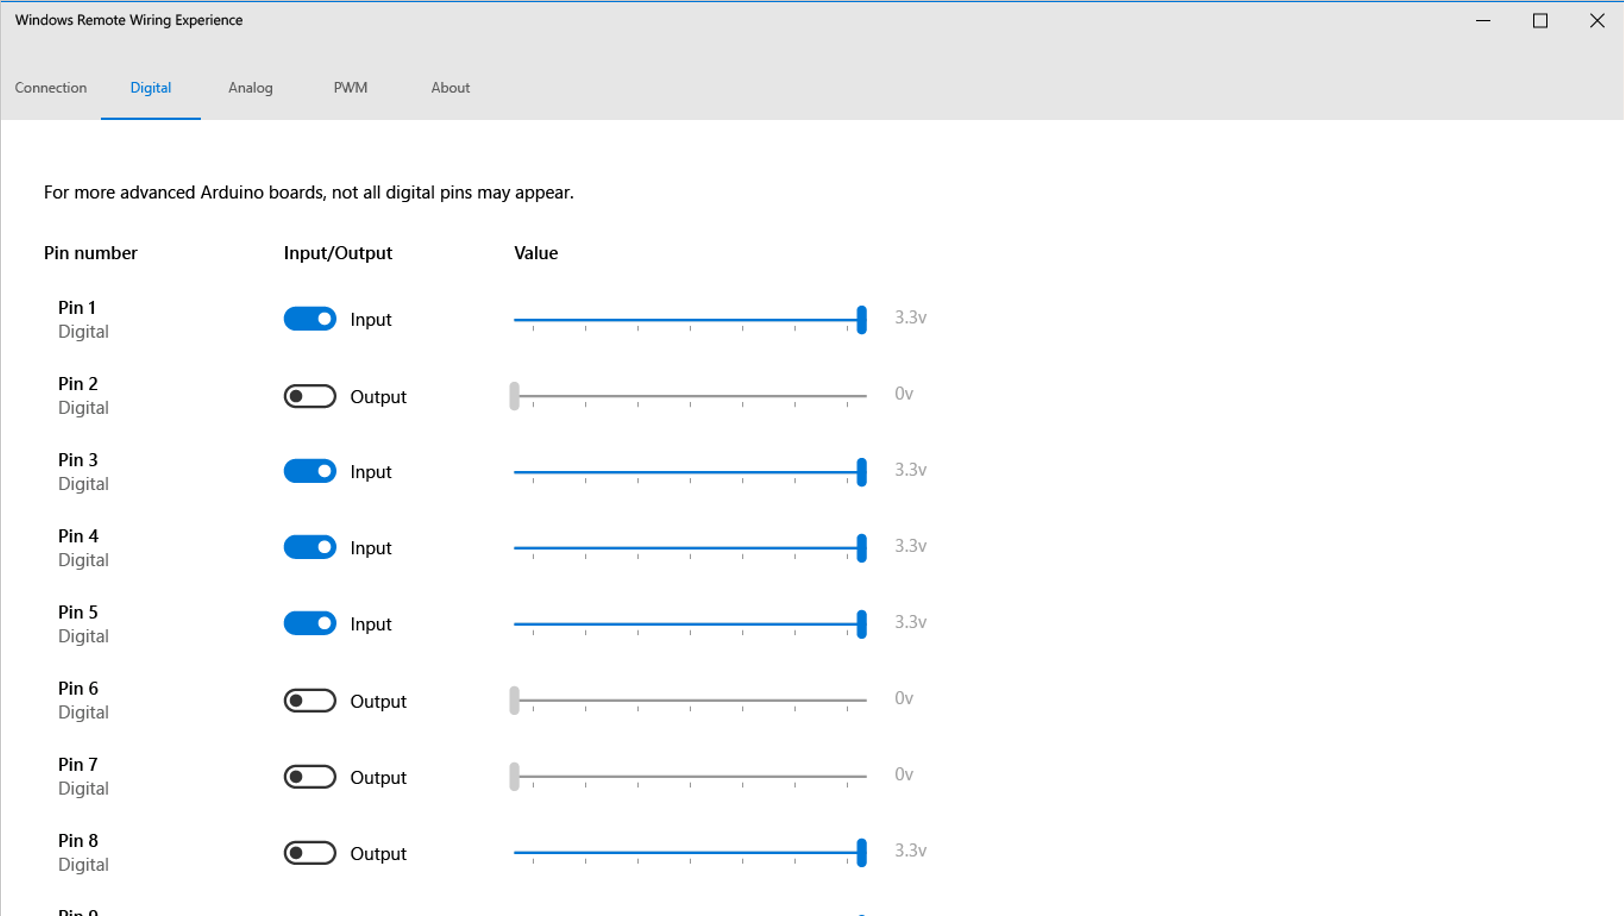 Windows Remote Wiring Experience
Connection Digital Analog PWM About
For more advanced Arduino boards, not all digital pins may appear.
Pin number Input/Output Value
Pin 1
Digital
Input
3.3v
Pin 2
Digital
Output
0v
Pin 3
Digital
Input
3.3v
Pin 4
Digital
Input
3.3v
Pin 5
Digital
Input
3.3v
Pin 6
Digital
Output
0v
Pin 7
Digital
Output
0v
Pin 8
Digital
Output
3.3v
Pin 9